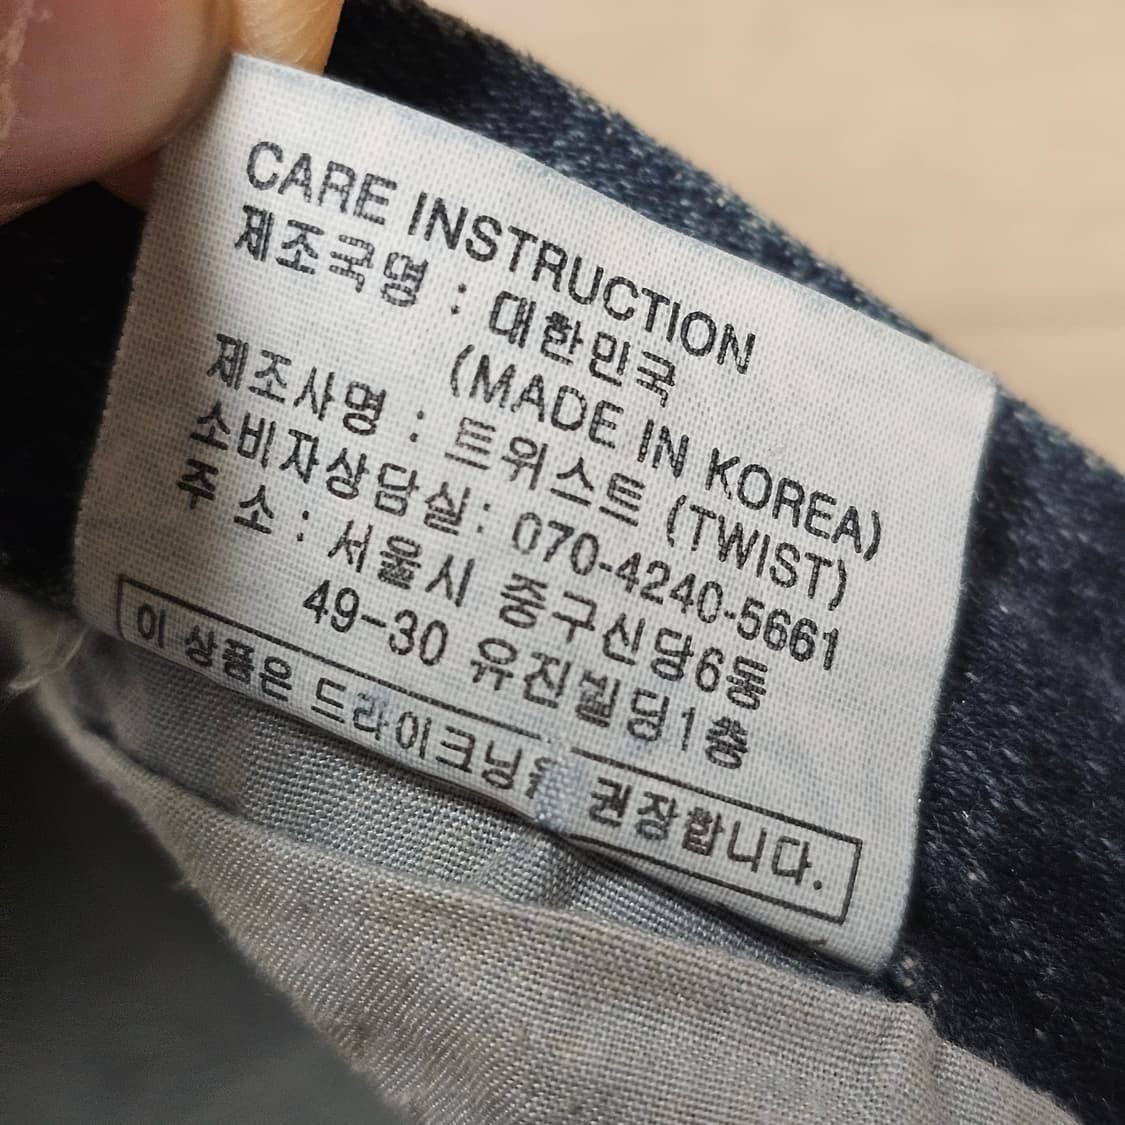 CARE INSTRUCTION
제조국명 : 대한민국
(MADE IN KOREA)
제조사명 : 트위스트 (TWIST)
소비자상담실: 070-4240-5661
주 소 : 서울시 중구신당6동
49-30 유진빌딩1층
이 상품은 드라이크닝을 권장합니다.